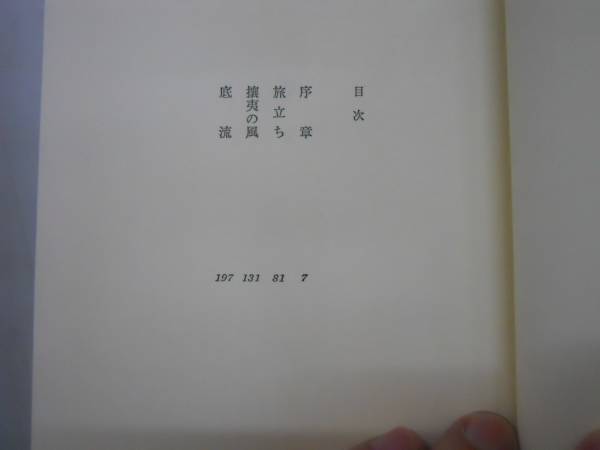 目次
序章 7
旅立ち 81
攘夷の風 131
底流 197